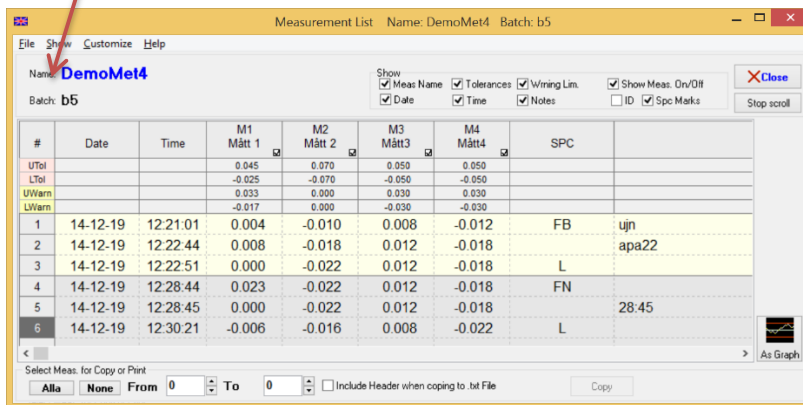 Measurement List Name: DemoMet4 Batch: b5
File Show Customize Help
Name: DemoMet4
Batch: b5
Show
Meas Name Tolerances Wrning Lim. Show Meas. On/Off
Date Time Notes ID Spc Marks
Close
Stop scroll
# Date Time M1 Mått 1 M2 Mått 2 M3 Mått3 M4 Mått4 SPC
UTol 0.045 0.070 0.050 0.050
LTol -0.025 -0.070 -0.050 -0.050
UWarn 0.033 0.000 0.030 0.030
LWarn -0.017 0.000 -0.030 -0.030
1 14-12-19 12:21:01 0.004 -0.010 0.008 -0.012 FB ujn
2 14-12-19 12:22:44 0.008 -0.018 0.012 -0.018 apa22
3 14-12-19 12:22:51 0.000 -0.022 0.012 -0.018 L
4 14-12-19 12:28:44 0.023 -0.022 0.012 -0.018 FN
5 14-12-19 12:28:45 0.000 -0.022 0.012 -0.018 28:45
6 14-12-19 12:30:21 -0.006 -0.016 0.008 -0.022 L
As Graph
Select Meas. for Copy or Print
Alla None From 0 To 0 Include Header when coping to .txt File Copy